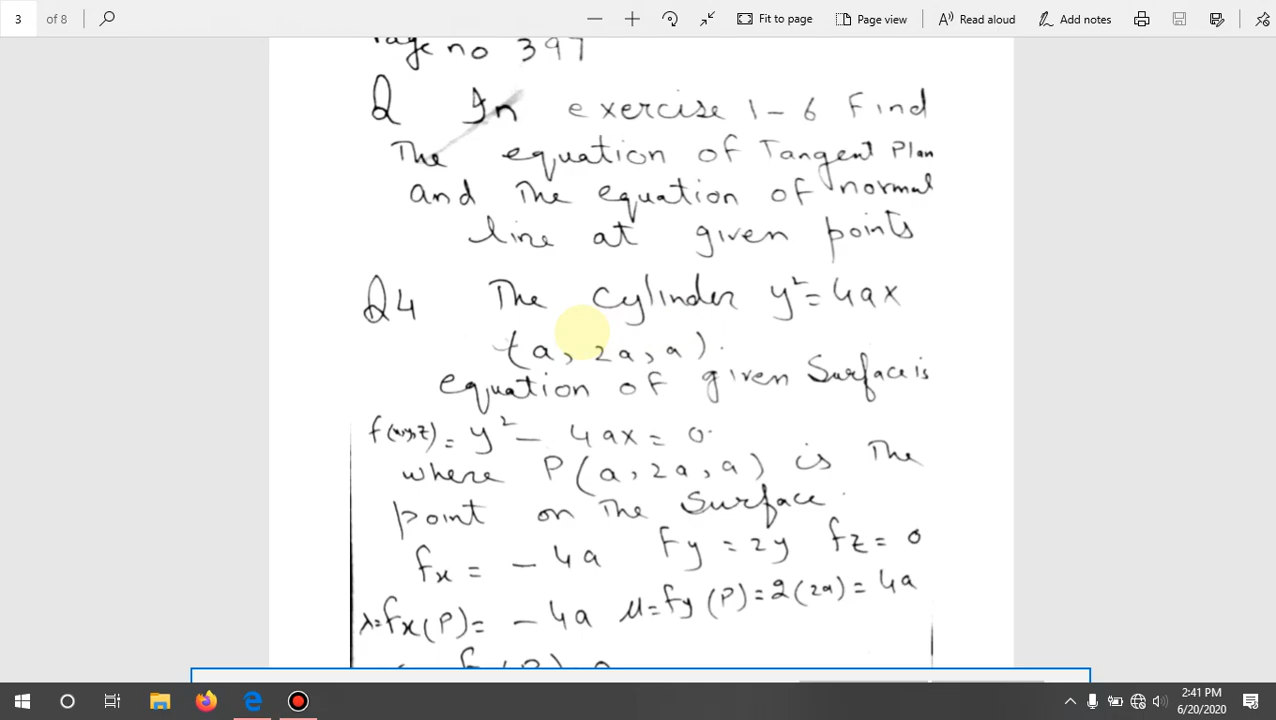 3 of 8 Fit to page Page view Read aloud Add notes
Page no 397
Q In exercise 1-6 Find
The equation of Tangent Plan
and The equation of normal
line at given points
Q4 The Cylinder y²=4ax
(a, 2a, a).
equation of given Surface is
f(x,y,z) = y² - 4ax = 0.
where P(a, 2a, a) is The
point on The Surface.
fx = -4a Fy = 2y fz = 0
λ=fx(P)= -4a μ=fy(P)=2(2a)=4a
2:41 PM
6/20/2020